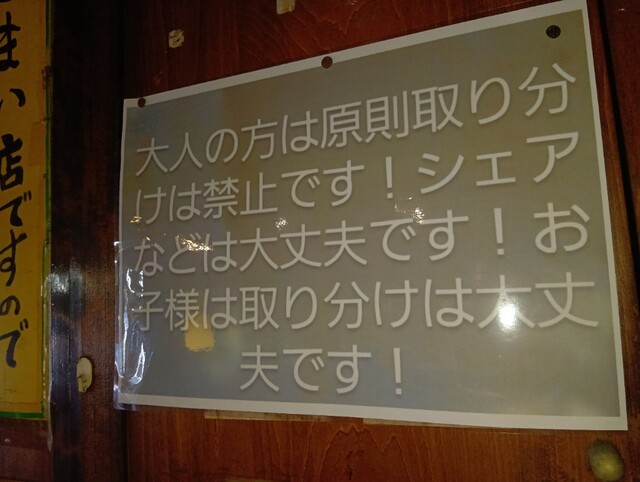 まい店ですので
大人の方は原則取り分
けは禁止です！シェア
などは大丈夫です！お
子様は取り分けは大丈
夫です！